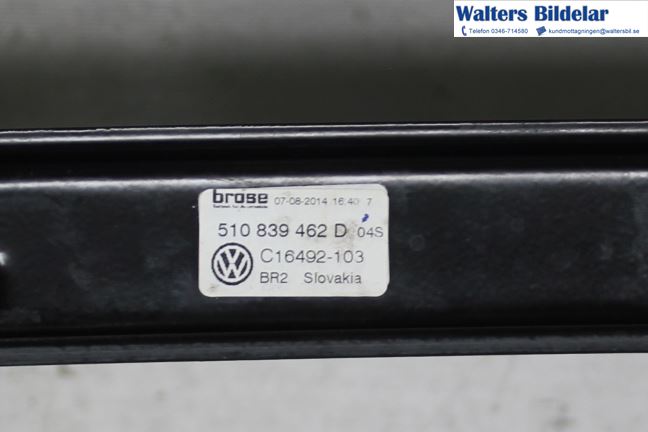 Walters Bildelar
Telefon 0346-714580 kundmottagningen@waltersbil.se
brose 07-08-2014 16:40 7
510 839 462 D 04S
C16492-103
BR2 Slovakia